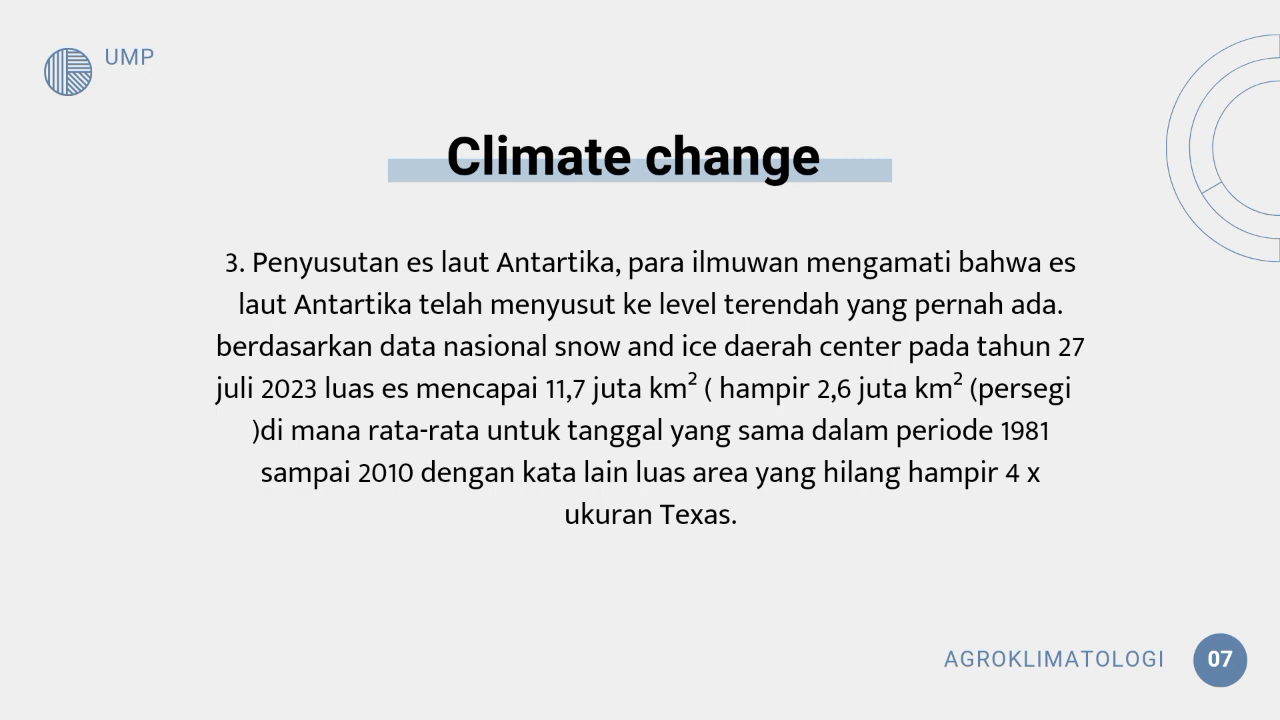 UMP
Climate change
3. Penyusutan es laut Antartika, para ilmuwan mengamati bahwa es
laut Antartika telah menyusut ke level terendah yang pernah ada.
berdasarkan data nasional snow and ice daerah center pada tahun 27
juli 2023 luas es mencapai 11,7 juta km² ( hampir 2,6 juta km² (persegi
)di mana rata-rata untuk tanggal yang sama dalam periode 1981
sampai 2010 dengan kata lain luas area yang hilang hampir 4 x
ukuran Texas.
AGROKLIMATOLOGI 07